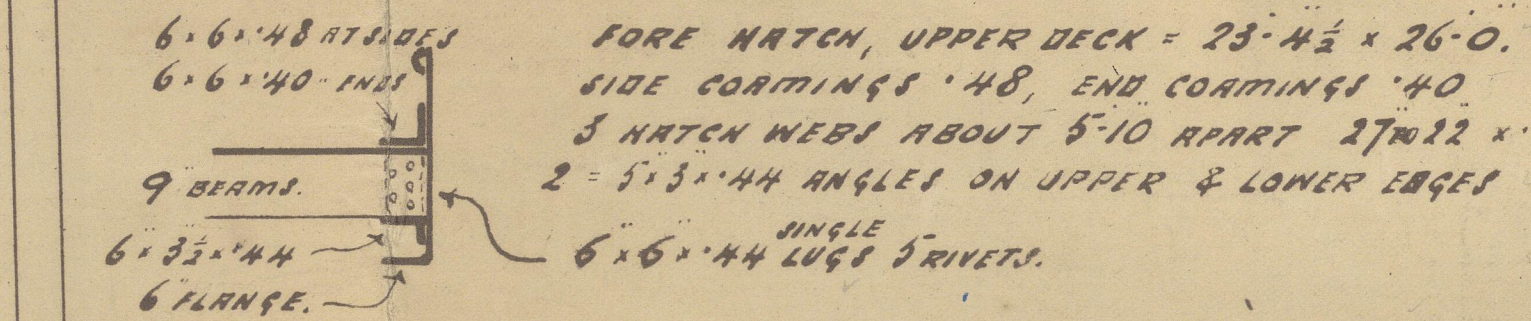 6 × 6 × ·48 AT SIDES
6 × 6 × ·40 ENDS
9" BEAMS.
6 × 3½ × ·44
6" FLANGE.
FORE HATCH, UPPER DECK = 23'-4½" × 26'-0".
SIDE COAMINGS ·48, END COAMINGS ·40
3 HATCH WEBS ABOUT 5'-10" APART 27" TO 22" ×
2 = 5" × 3" × ·44 ANGLES ON UPPER & LOWER EDGES
6" × 6" × ·44 SINGLE LUGS 5 RIVETS.